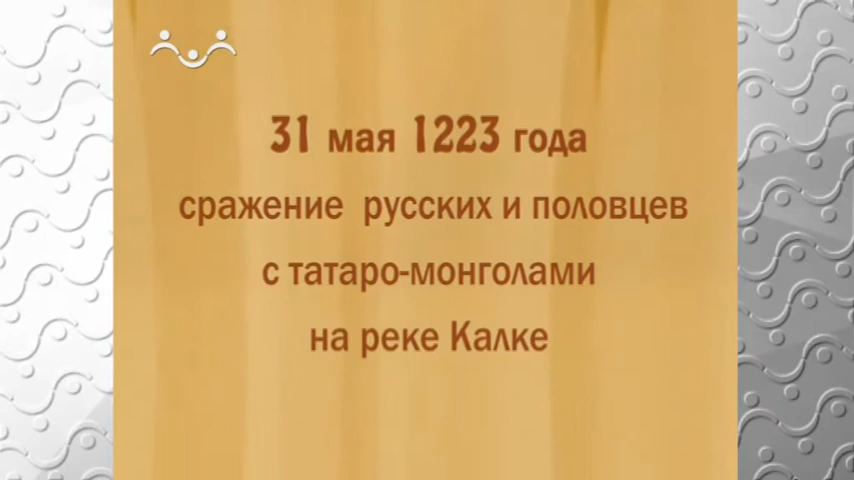 31 мая 1223 года
сражение русских и половцев
с татаро-монголами
на реке Калке